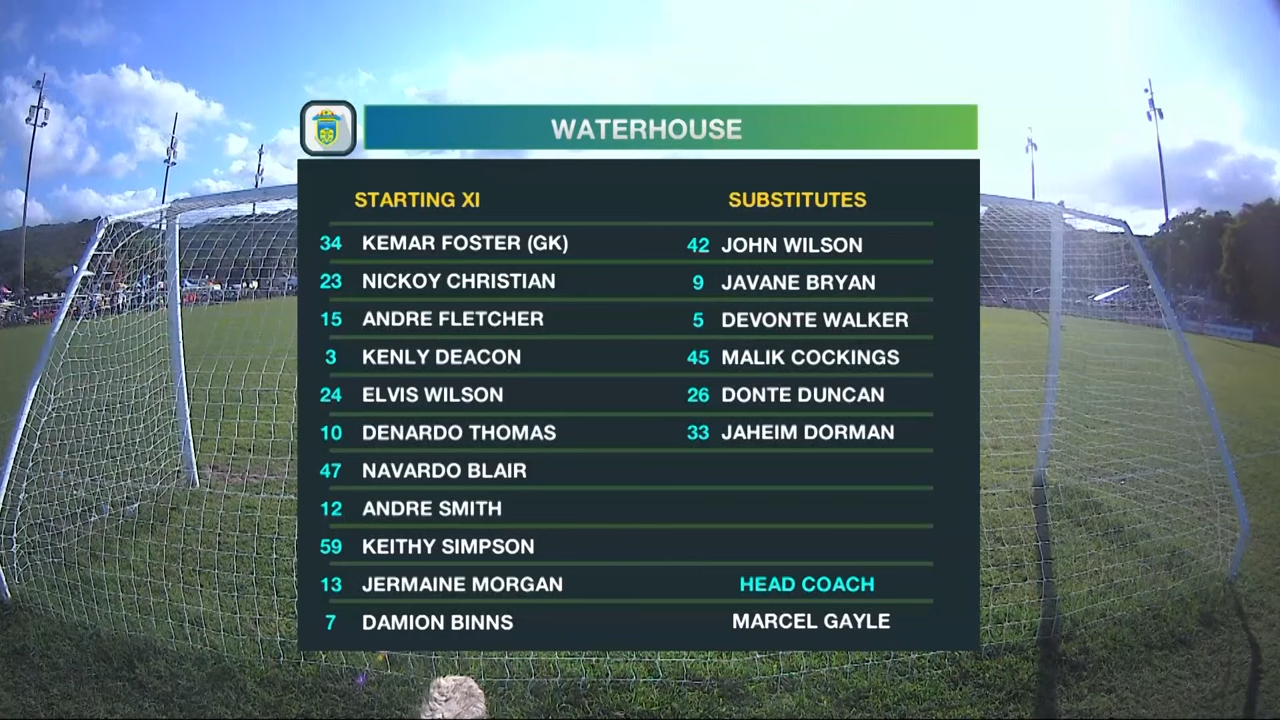 WATERHOUSE
STARTING XI
34 KEMAR FOSTER (GK)
23 NICKOY CHRISTIAN
15 ANDRE FLETCHER
3 KENLY DEACON
24 ELVIS WILSON
10 DENARDO THOMAS
47 NAVARDO BLAIR
12 ANDRE SMITH
59 KEITHY SIMPSON
13 JERMAINE MORGAN
7 DAMION BINNS
SUBSTITUTES
42 JOHN WILSON
9 JAVANE BRYAN
5 DEVONTE WALKER
45 MALIK COCKINGS
26 DONTE DUNCAN
33 JAHEIM DORMAN
HEAD COACH
MARCEL GAYLE